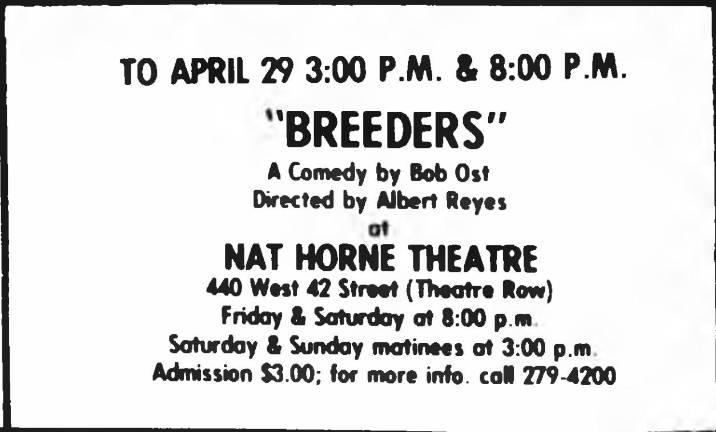 TO APRIL 29 3:00 P.M. & 8:00 P.M.
"BREEDERS"
A Comedy by Bob Ost
Directed by Albert Reyes
at
NAT HORNE THEATRE
440 West 42 Street (Theatre Row)
Friday & Saturday at 8:00 p.m.
Saturday & Sunday matinees at 3:00 p.m.
Admission $3.00; for more info. call 279-4200